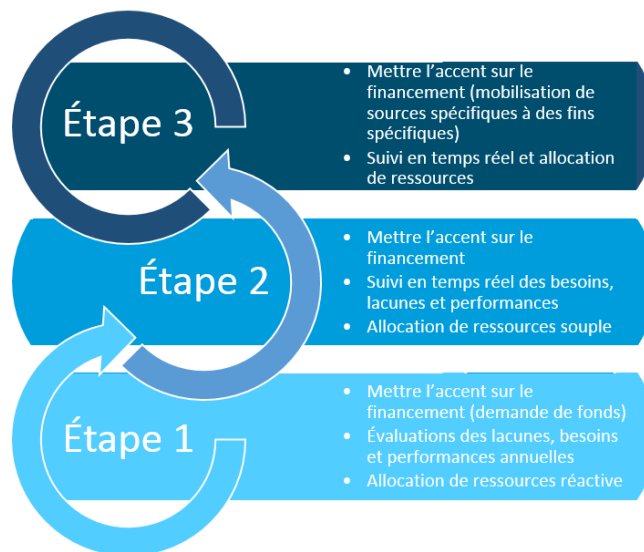 Étape 3
• Mettre l’accent sur le
financement (mobilisation de
sources spécifiques à des fins
spécifiques)
• Suivi en temps réel et allocation
de ressources
Étape 2
• Mettre l’accent sur le
financement
• Suivi en temps réel des besoins,
lacunes et performances
• Allocation de ressources souple
Étape 1
• Mettre l’accent sur le
financement (demande de fonds)
• Évaluations des lacunes, besoins
et performances annuelles
• Allocation de ressources réactive